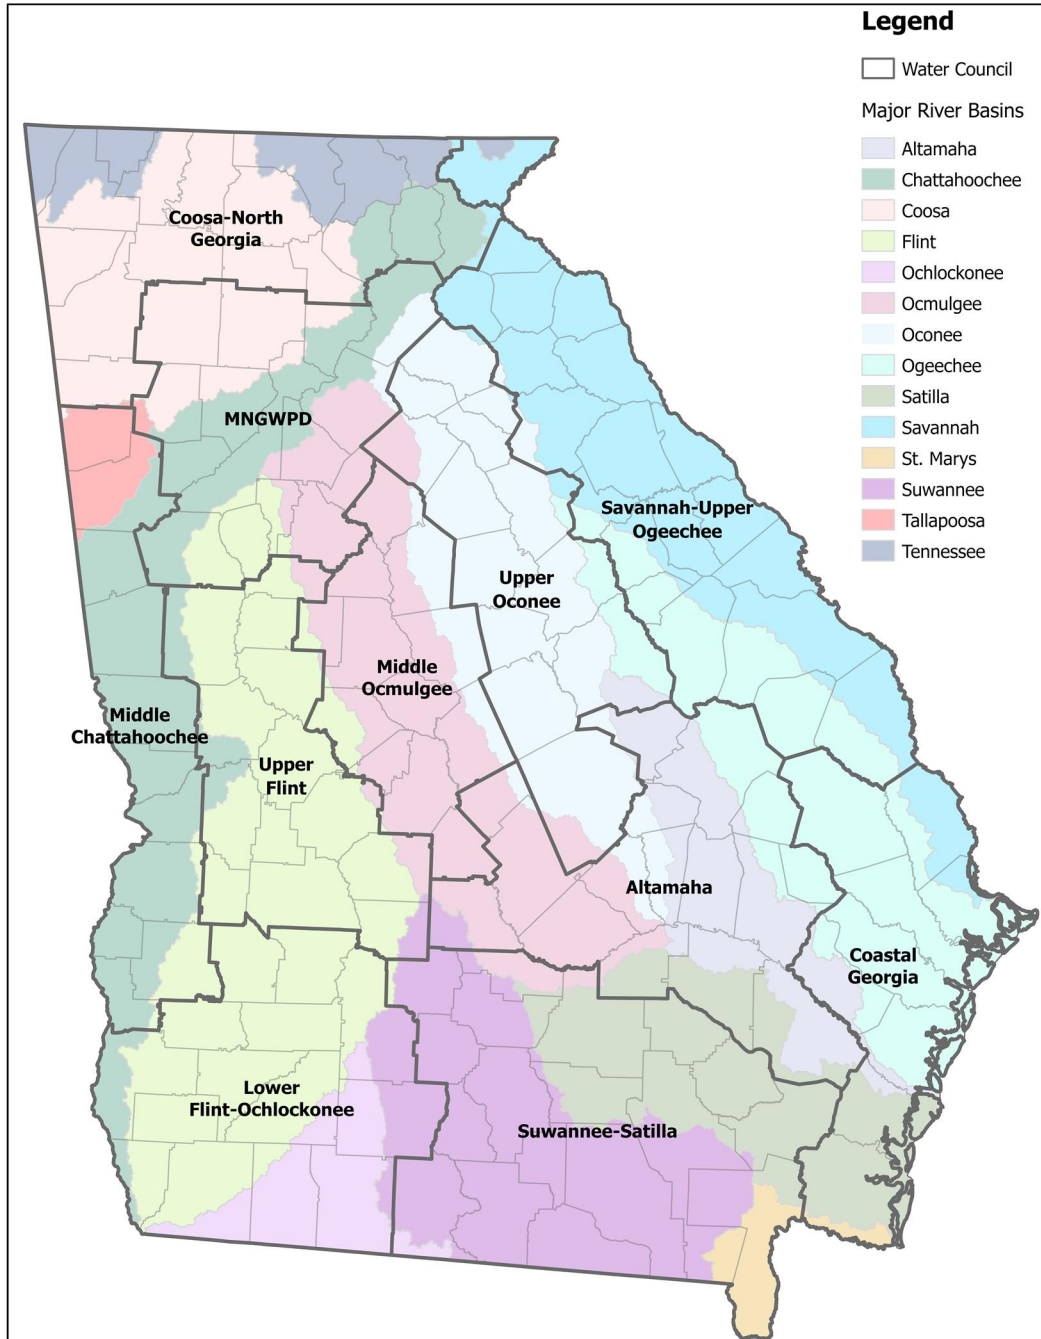 Legend
Water Council
Major River Basins
Altamaha
Chattahoochee
Coosa
Flint
Ochlockonee
Ocmulgee
Oconee
Ogeechee
Satilla
Savannah
St. Marys
Suwannee
Tallapoosa
Tennessee
Coosa-North
Georgia
MNGWPD
Savannah-Upper
Ogeechee
Upper
Oconee
Middle
Ocmulgee
Middle
Chattahoochee
Upper
Flint
Altamaha
Coastal
Georgia
Lower
Flint-Ochlockonee
Suwannee-Satilla